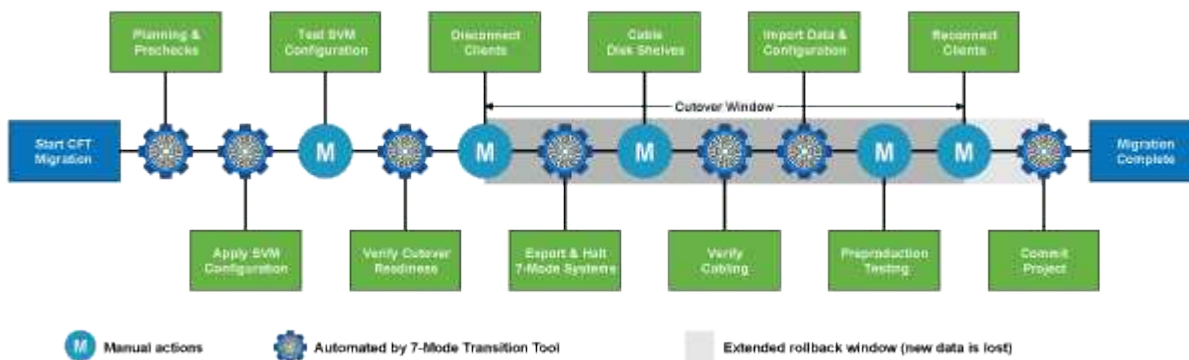 Planning &
Prechecks
Test SVM
Configuration
Disconnect
Clients
Cable
Disk Shelves
Import Data &
Configuration
Reconnect
Clients
Cutover Window
Start CFT
Migration
M
M
M
M
M
Migration
Complete
Apply SVM
Configuration
Verify Cutover
Readiness
Export & Halt
7-Mode Systems
Verify
Cabling
Preproduction
Testing
Commit
Project
M Manual actions
Automated by 7-Mode Transition Tool
Extended rollback window (new data is lost)